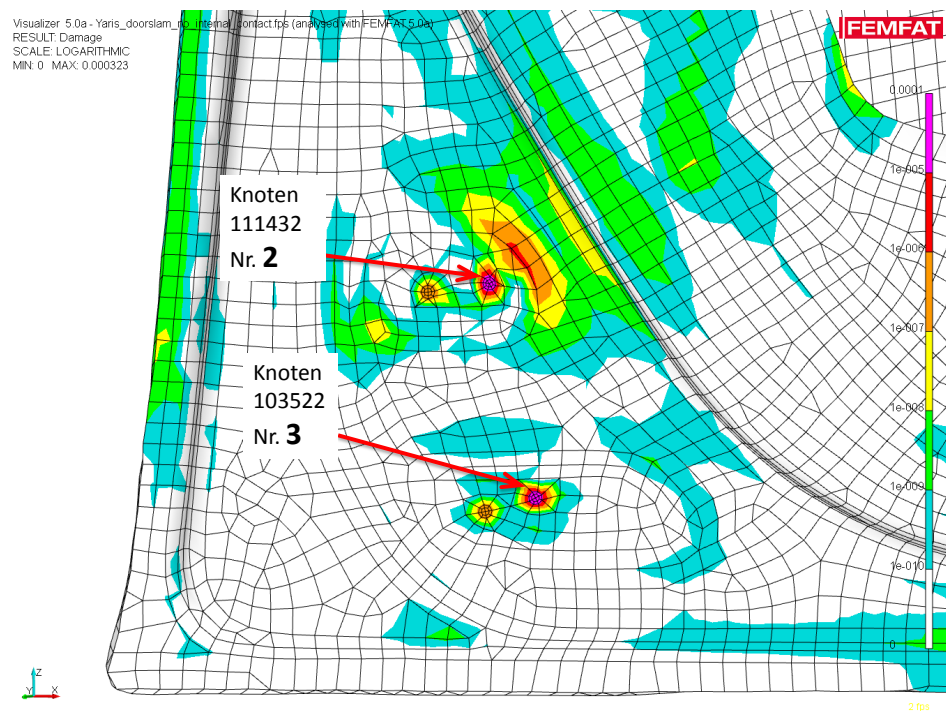 Visualizer 5.0a - Yaris_doorslam_no_internal_contact.fps (analysed with FEMFAT 5.0a)
RESULT: Damage
SCALE: LOGARITHMIC
MIN: 0 MAX: 0.000323
FEMFAT
0.0001
1e-005
1e-006
1e-007
1e-008
1e-009
1e-010
0
Knoten
111432
Nr. 2
Knoten
103522
Nr. 3
Z
Y
X
2 fps